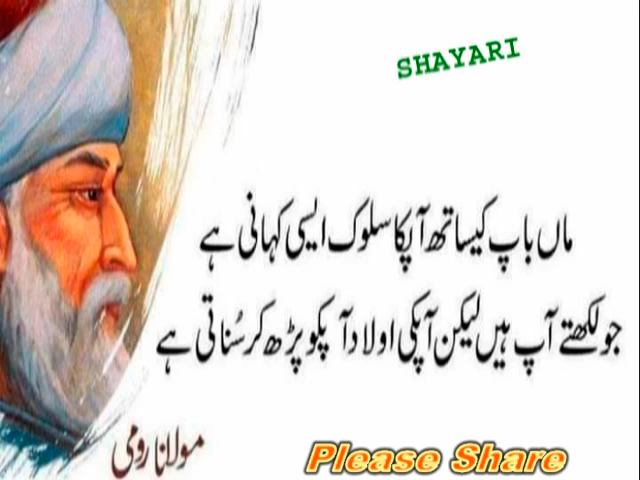 SHAYARI
ماں باپ کیساتھ آپکا سلوک ایسی کہانی ہے
جو لکھتے آپ ہیں لیکن آپکی اولاد آپکو پڑھ کر سُناتی ہے
مولانا رومی
Please Share